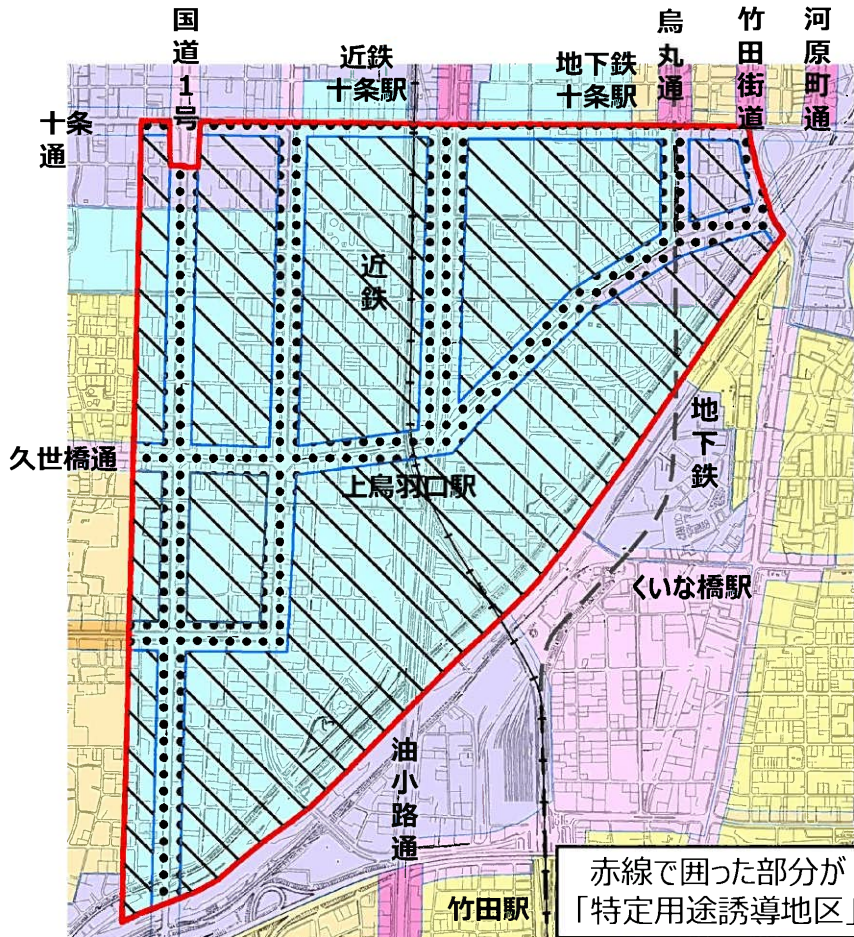 国道1号
近鉄
十条駅
地下鉄
十条駅
烏丸通
竹田街道
河原町通
十条
通
近鉄
地下鉄
久世橋通
上鳥羽口駅
くいな橋駅
油小路通
竹田駅
赤線で囲った部分が
「特定用途誘導地区」